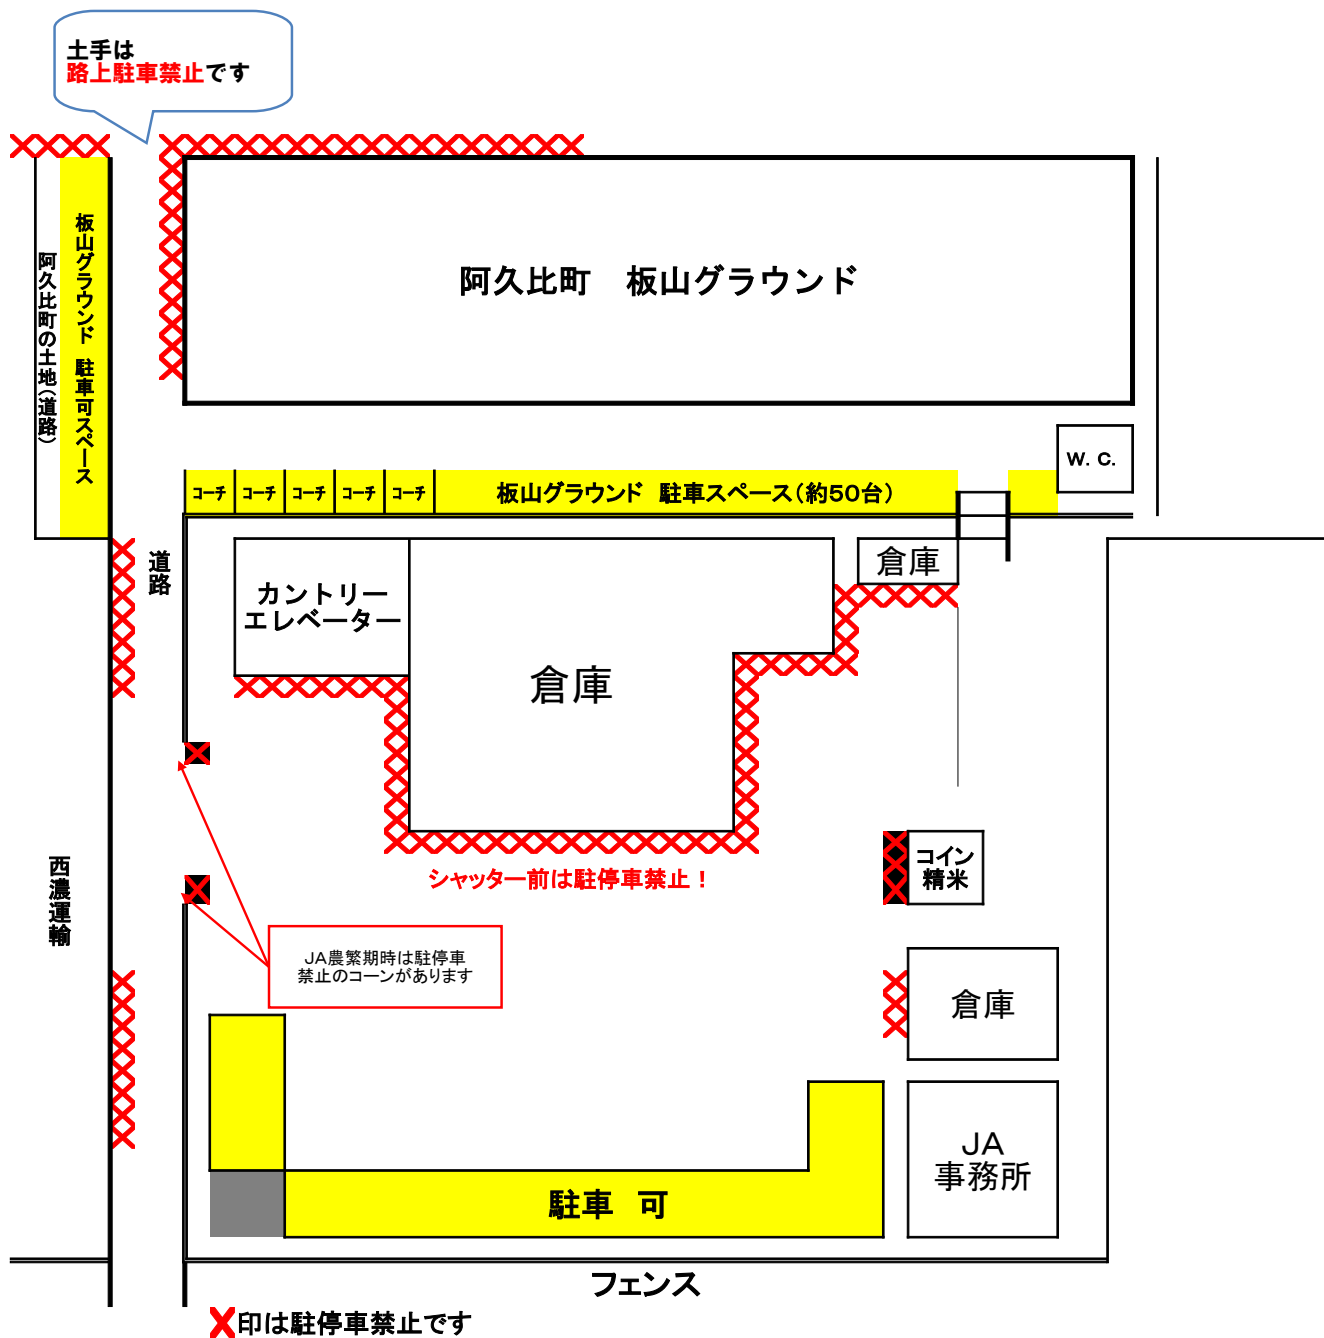 土手は
路上駐車禁止です
阿久比町の土地(道路)
板山グラウンド 駐車可スペース
阿久比町　板山グラウンド
W. C.
コーチ
コーチ
コーチ
コーチ
コーチ
板山グラウンド 駐車スペース(約50台)
道路
カントリー
エレベーター
倉庫
倉庫
シャッター前は駐停車禁止！
コイン
精米
西濃運輸
JA農繁期時は駐停車
禁止のコーンがあります
倉庫
JA
事務所
駐車　可
フェンス
印は駐停車禁止です